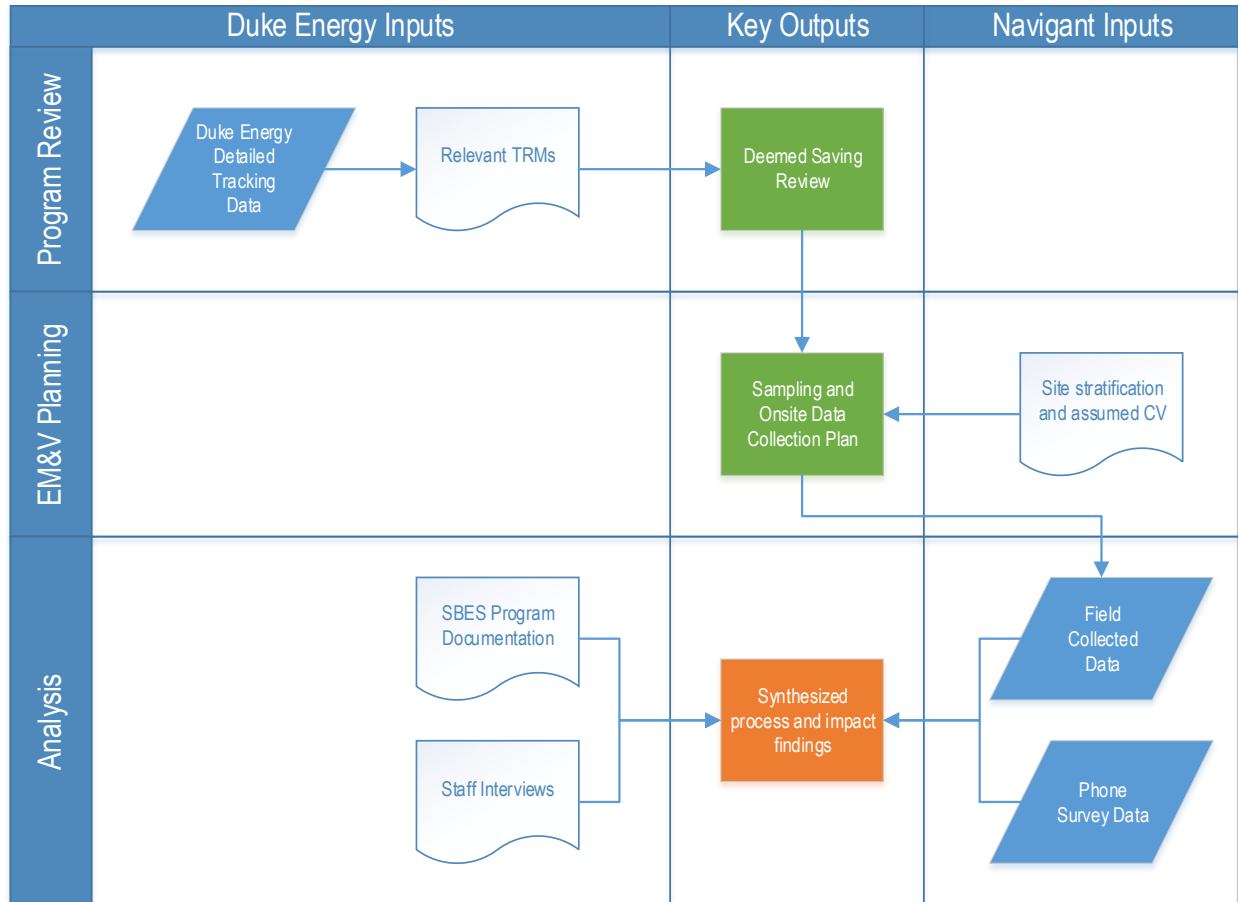 Duke Energy Inputs
Key Outputs
Navigant Inputs
Program Review
Duke Energy
Detailed
Tracking
Data
Relevant TRMs
Deemed Saving
Review
EM&V Planning
Sampling and
Onsite Data
Collection Plan
Site stratification
and assumed CV
Analysis
SBES Program
Documentation
Staff Interviews
Synthesized
process and impact
findings
Field
Collected
Data
Phone
Survey Data